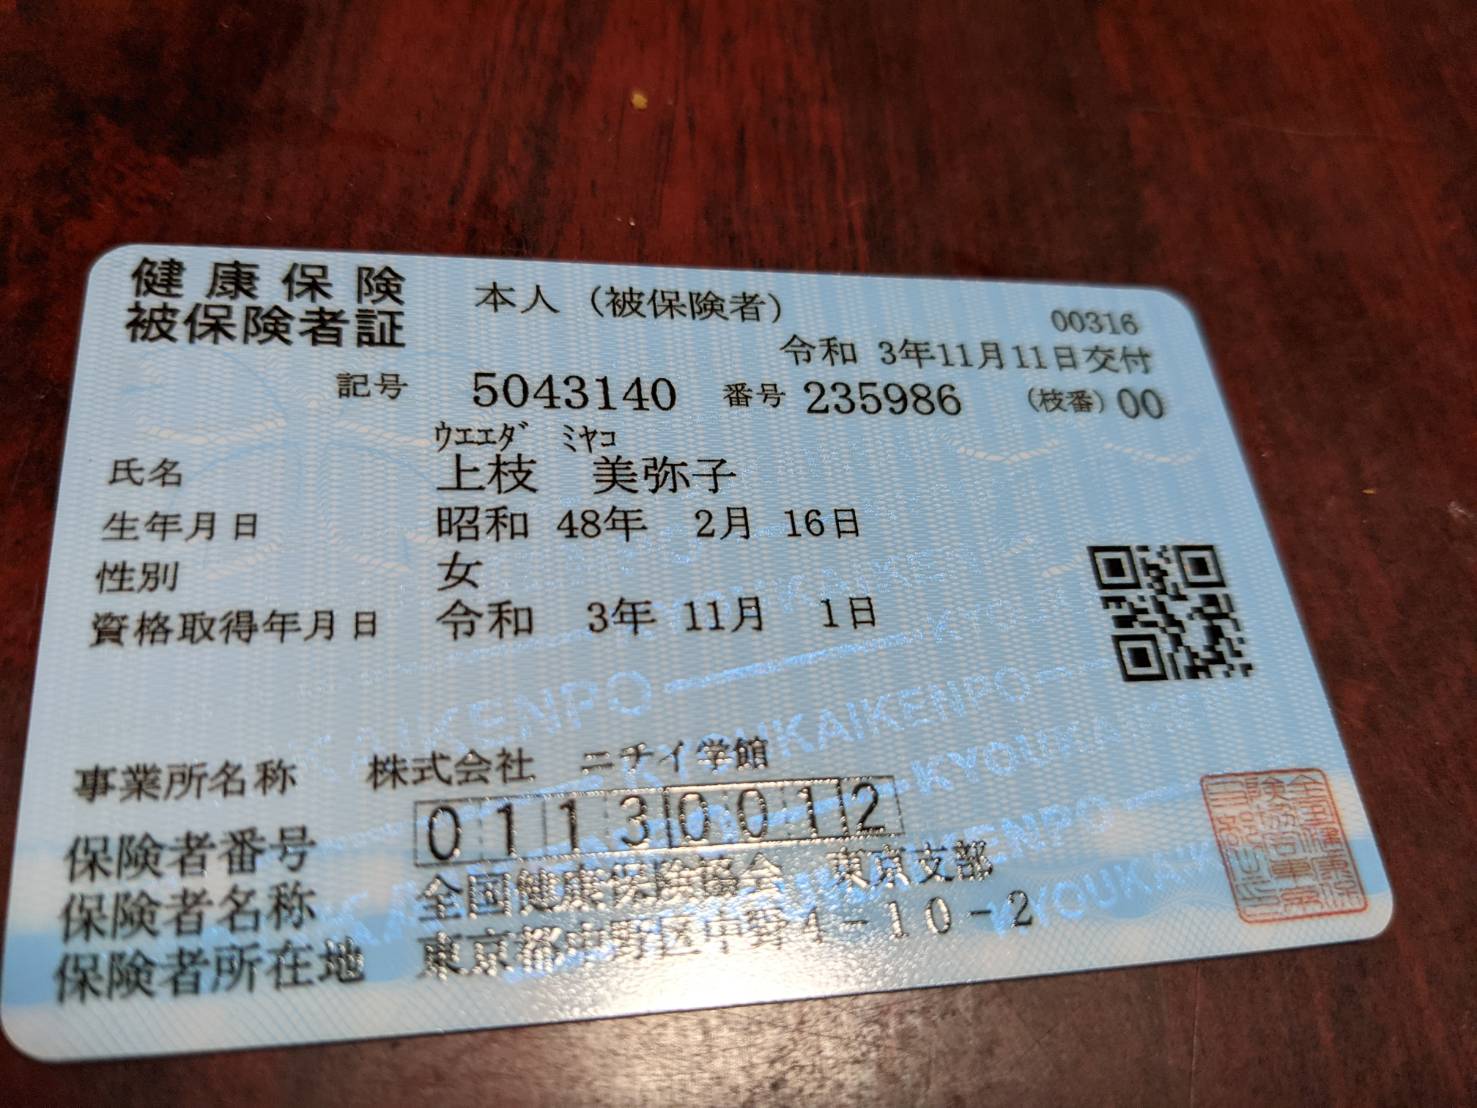 健康保険
被保険者証
本人（被保険者）
00316
令和 3年11月11日交付
記号 5043140 番号 235986 （枝番）00
ｳｴｴﾀﾞ ﾐﾔｺ
氏名 上枝 美弥子
生年月日 昭和 48年 2月 16日
性別 女
資格取得年月日 令和 3年 11月 1日
事業所名称 株式会社 ニチイ学館
保険者番号 01130012
保険者名称 全国健康保険協会 東京支部
保険者所在地 東京都中野区中野4-10-2
KAIKENPO
KYOUKAIKENPO
KYOUKAIKENPO